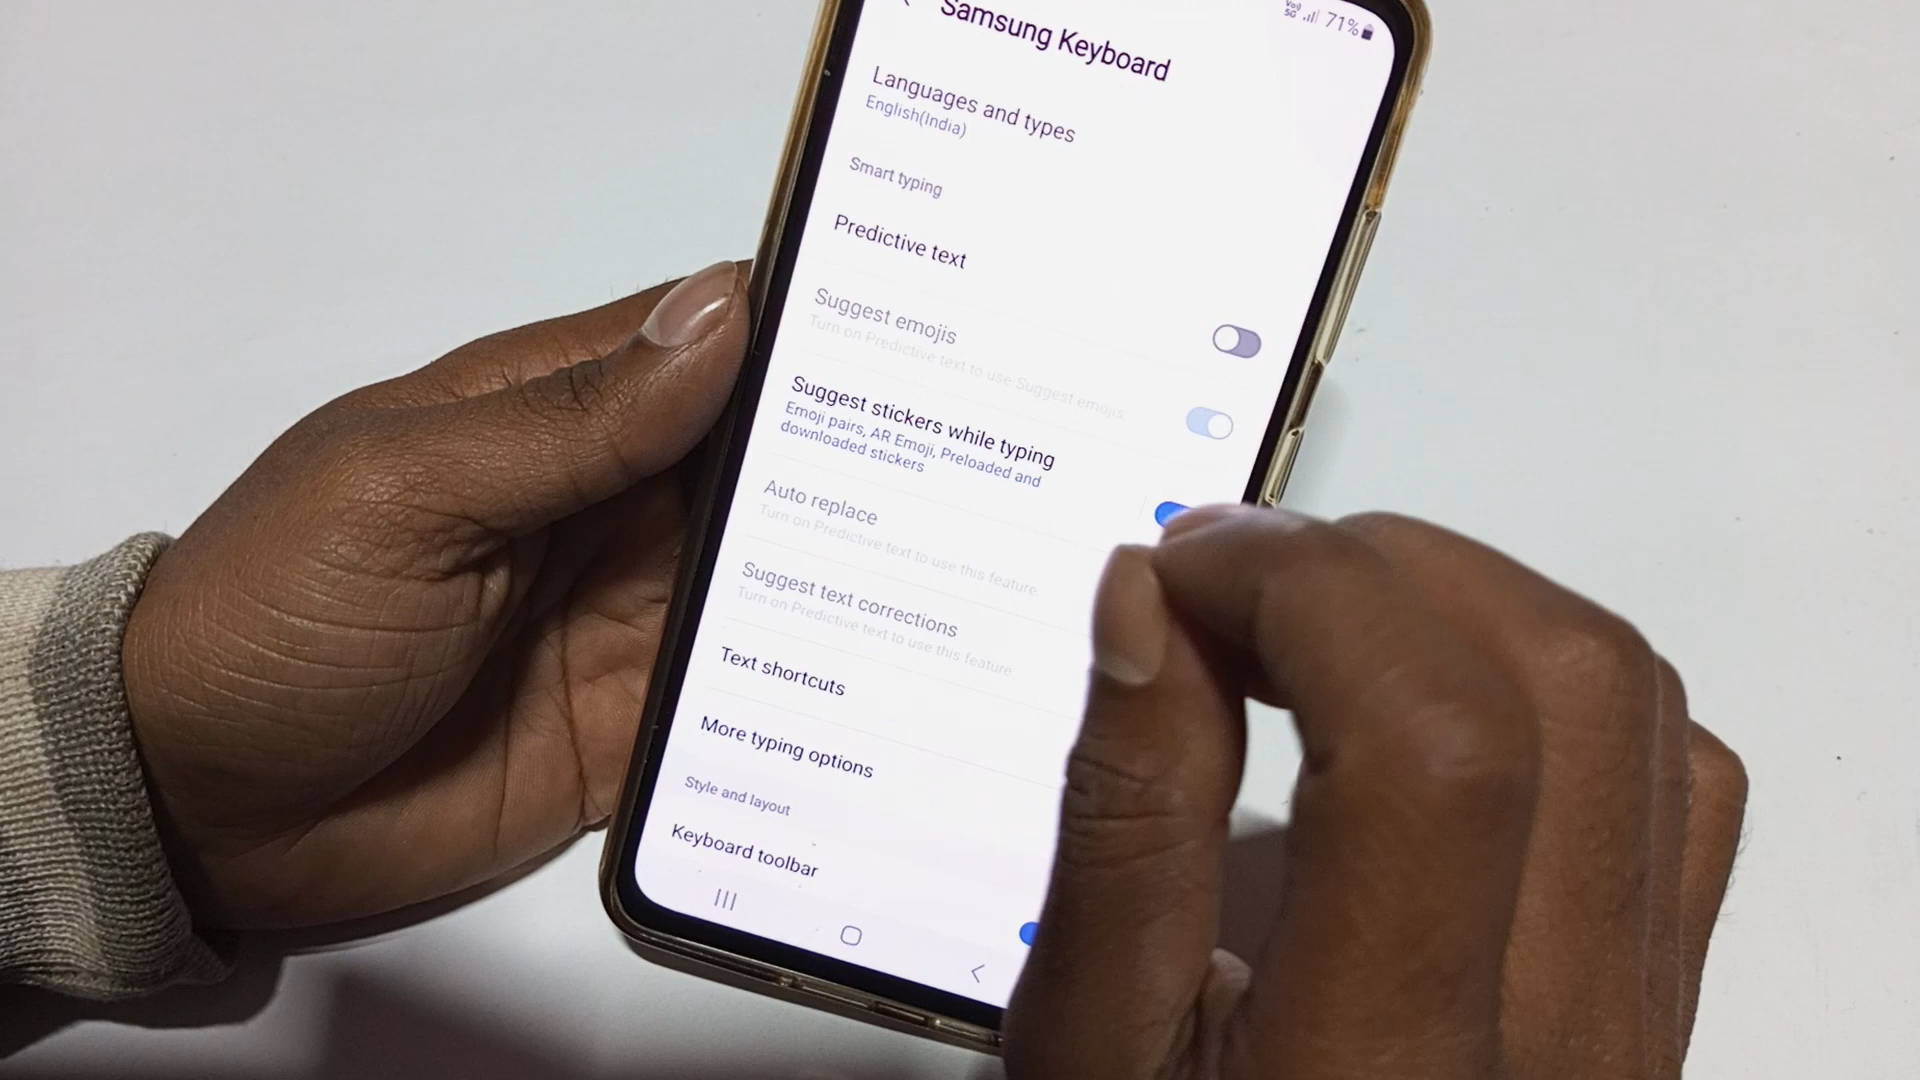 Vo))
5G
71%
Samsung Keyboard
Languages and types
English(India)
Smart typing
Predictive text
Suggest emojis
Turn on Predictive text to use Suggest emojis
Suggest stickers while typing
Emoji pairs, AR Emoji, Preloaded and
downloaded stickers
Auto replace
Turn on Predictive text to use this feature
Suggest text corrections
Turn on Predictive text to use this feature
Text shortcuts
More typing options
Style and layout
Keyboard toolbar